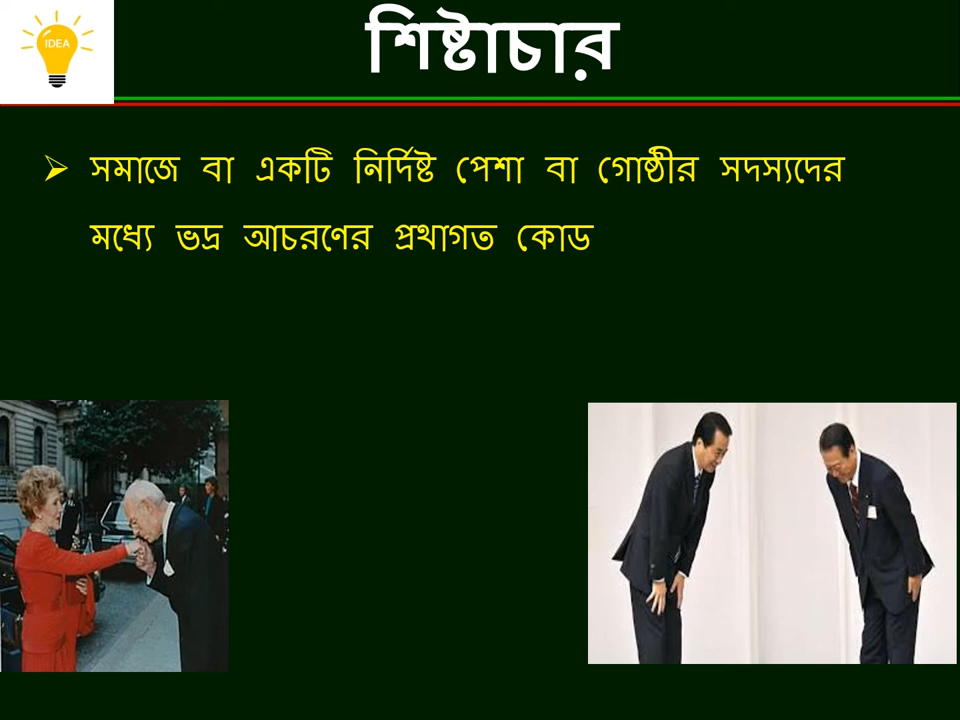 IDEA
শিষ্টাচার
➢ সমাজে বা একটি নির্দিষ্ট পেশা বা গোষ্ঠীর সদস্যদের
মধ্যে ভদ্র আচরণের প্রথাগত কোড